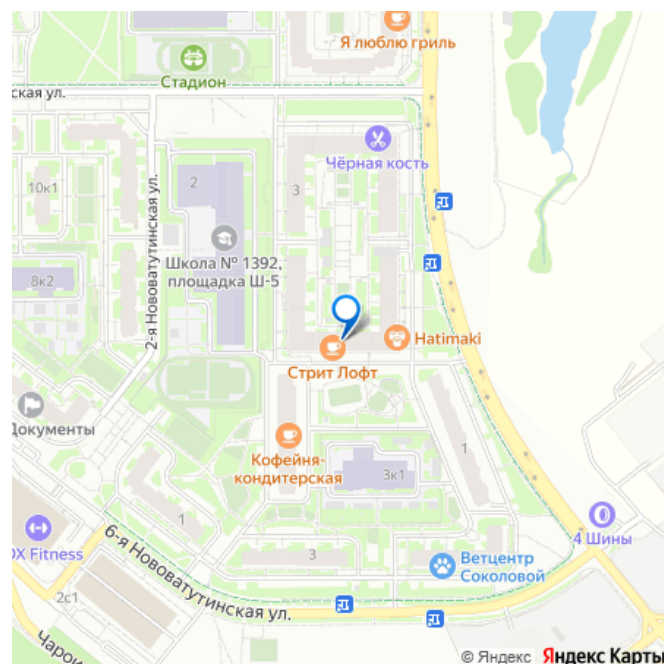 Я люблю гриль
Стадион
ская ул.
Чёрная кость
2
3
10к1
2-я Нововатутинская ул.
Школа № 1392,
площадка Ш-5
8к2
Hatimaki
Стрит Лофт
Документы
1
Кофейня-
кондитерская
3к1
1
4 Шины
ОХ Fitness
6-я Нововатутинская ул.
3
Ветцентр
Соколовой
2с1
Чарои
© Яндекс Яндекс Карты